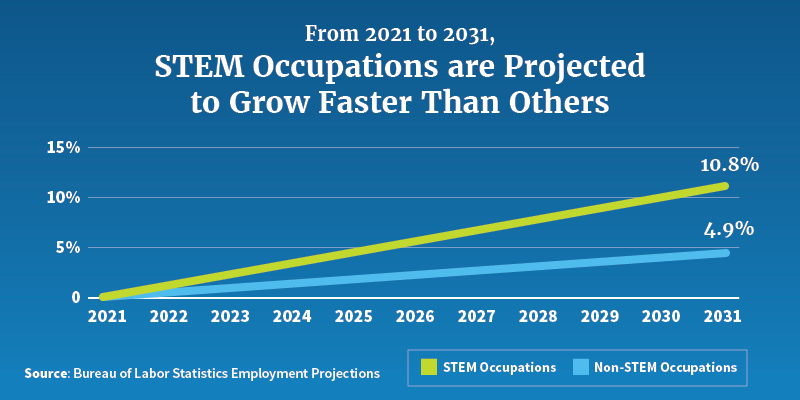 From 2021 to 2031,
STEM Occupations are Projected
to Grow Faster Than Others
15%
10.8%
10%
4.9%
5%
0
2021 2022 2023 2024 2025 2026 2027 2028 2029 2030 2031
Source: Bureau of Labor Statistics Employment Projections
STEM Occupations
Non-STEM Occupations